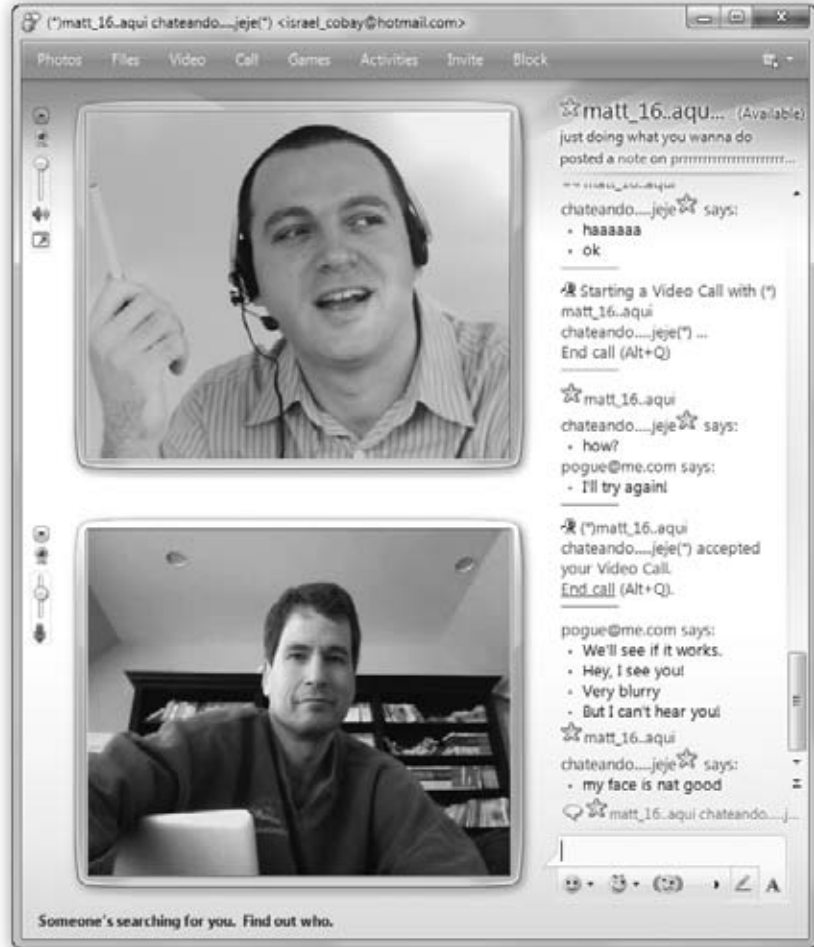 (*)matt_16..aqui chateando.....jeje(*) <israel_cobay@hotmail.com>
Photos Files Video Call Games Activities Invite Block
matt_16..aqu... (Available)
just doing what you wanna do
posted a note on prrrrrrrrrrrrrrrrrrrrrr...
matt_16..aqui
chateando.....jeje says:
• haaaaaa
• ok
Starting a Video Call with (*)
matt_16..aqui
chateando.....jeje(*) ...
End call (Alt+Q)
matt_16..aqui
chateando.....jeje says:
• how?
pogue@me.com says:
• I'll try again!
(*)matt_16..aqui
chateando.....jeje(*) accepted
your Video Call.
End call (Alt+Q).
pogue@me.com says:
• We'll see if it works.
• Hey, I see you!
• Very blurry
• But I can't hear you!
matt_16..aqui
chateando.....jeje says:
• my face is nat good
matt_16..aqui chateando.....j...
A
Someone's searching for you. Find out who.